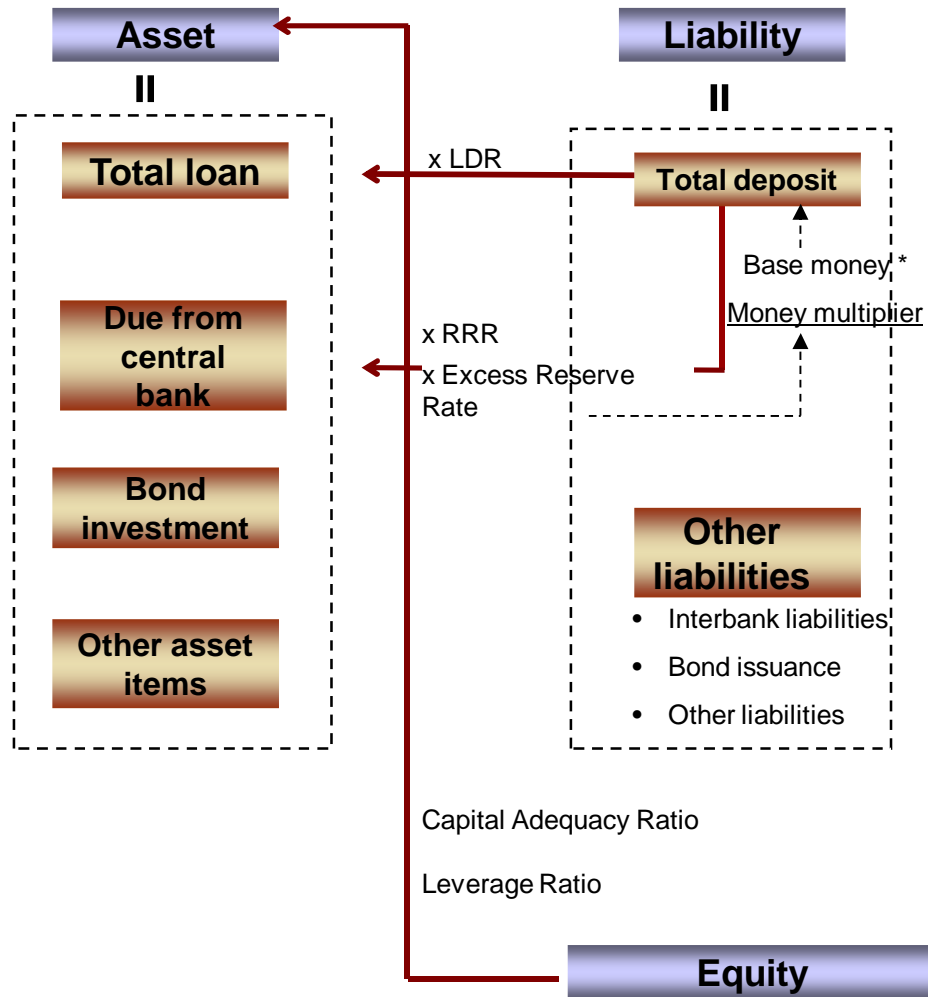 Asset
Liability
=
=
Total loan
x LDR
Total deposit
Base money *
Money multiplier
Due from
central
bank
x RRR
x Excess Reserve
Rate
Bond
investment
Other
liabilities
• Interbank liabilities
• Bond issuance
• Other liabilities
Other asset
items
Capital Adequacy Ratio
Leverage Ratio
Equity